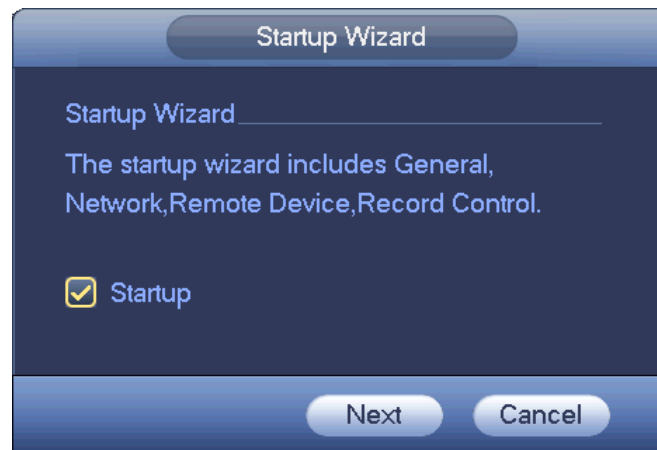 Startup Wizard
Startup Wizard
The startup wizard includes General,
Network,Remote Device,Record Control.
Startup
Next Cancel